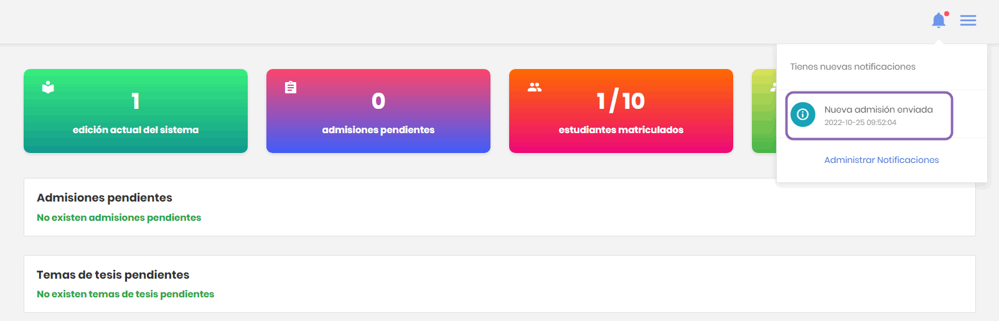 1
edición actual del sistema
0
admisiones pendientes
1 / 10
estudiantes matriculados
Tienes nuevas notificaciones
Nueva admisión enviada
2022-10-25 09:52:04
Administrar Notificaciones
Admisiones pendientes
No existen admisiones pendientes
Temas de tesis pendientes
No existen temas de tesis pendientes